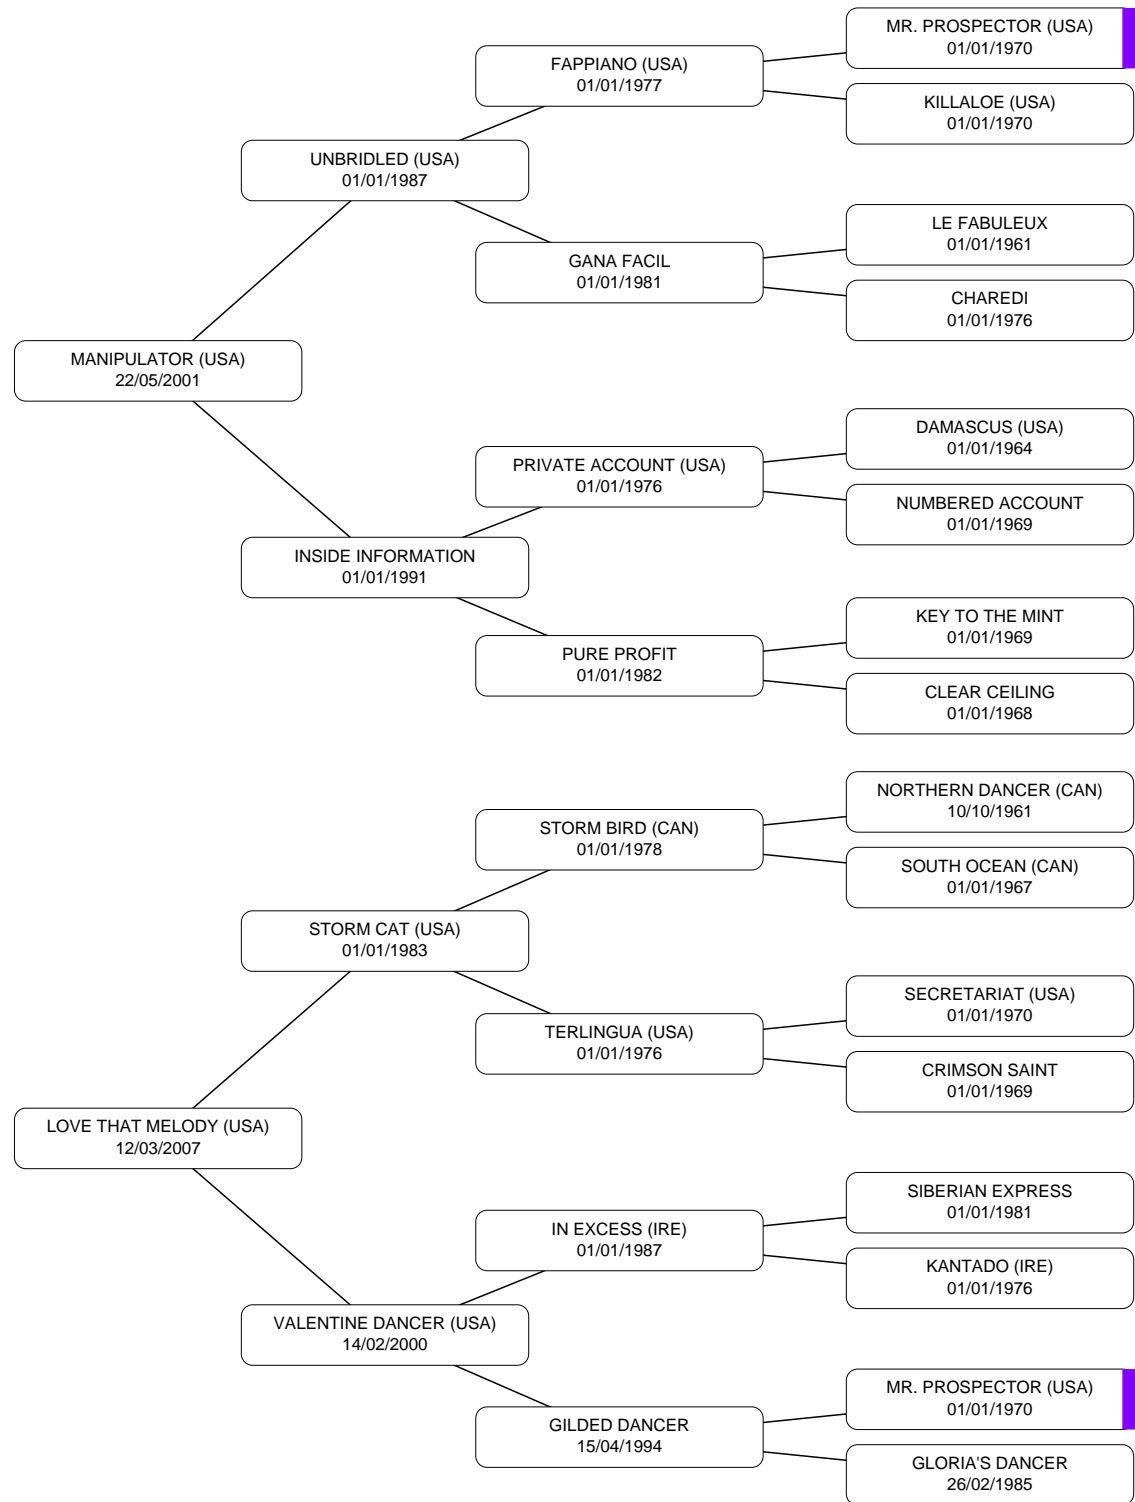 MR. PROSPECTOR (USA)
01/01/1970
FAPPIANO (USA)
01/01/1977
KILLALOE (USA)
01/01/1970
UNBRIDLED (USA)
01/01/1987
LE FABULEUX
01/01/1961
GANA FACIL
01/01/1981
CHAREDI
01/01/1976
MANIPULATOR (USA)
22/05/2001
DAMASCUS (USA)
01/01/1964
PRIVATE ACCOUNT (USA)
01/01/1976
NUMBERED ACCOUNT
01/01/1969
INSIDE INFORMATION
01/01/1991
KEY TO THE MINT
01/01/1969
PURE PROFIT
01/01/1982
CLEAR CEILING
01/01/1968
NORTHERN DANCER (CAN)
10/10/1961
STORM BIRD (CAN)
01/01/1978
SOUTH OCEAN (CAN)
01/01/1967
STORM CAT (USA)
01/01/1983
SECRETARIAT (USA)
01/01/1970
TERLINGUA (USA)
01/01/1976
CRIMSON SAINT
01/01/1969
LOVE THAT MELODY (USA)
12/03/2007
SIBERIAN EXPRESS
01/01/1981
IN EXCESS (IRE)
01/01/1987
KANTADO (IRE)
01/01/1976
VALENTINE DANCER (USA)
14/02/2000
MR. PROSPECTOR (USA)
01/01/1970
GILDED DANCER
15/04/1994
GLORIA'S DANCER
26/02/1985